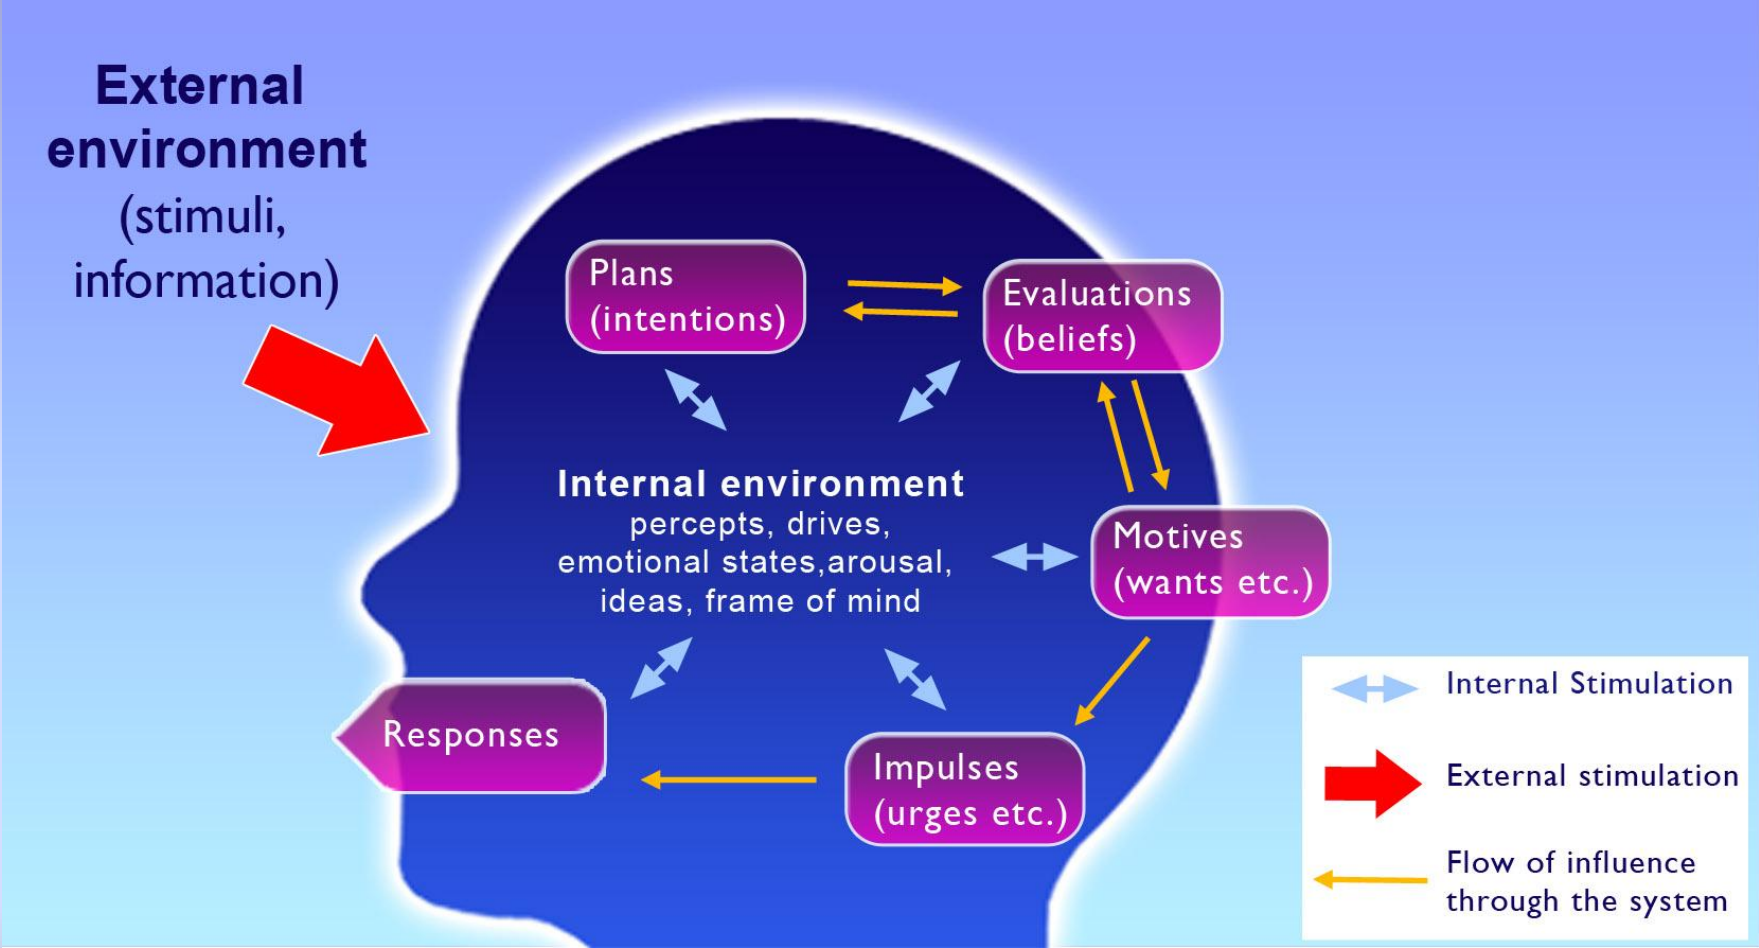 External
environment
(stimuli,
information)
Plans
(intentions)
Evaluations
(beliefs)
Internal environment
percepts, drives,
emotional states,arousal,
ideas, frame of mind
Motives
(wants etc.)
Responses
Impulses
(urges etc.)
Internal Stimulation
External stimulation
Flow of influence
through the system